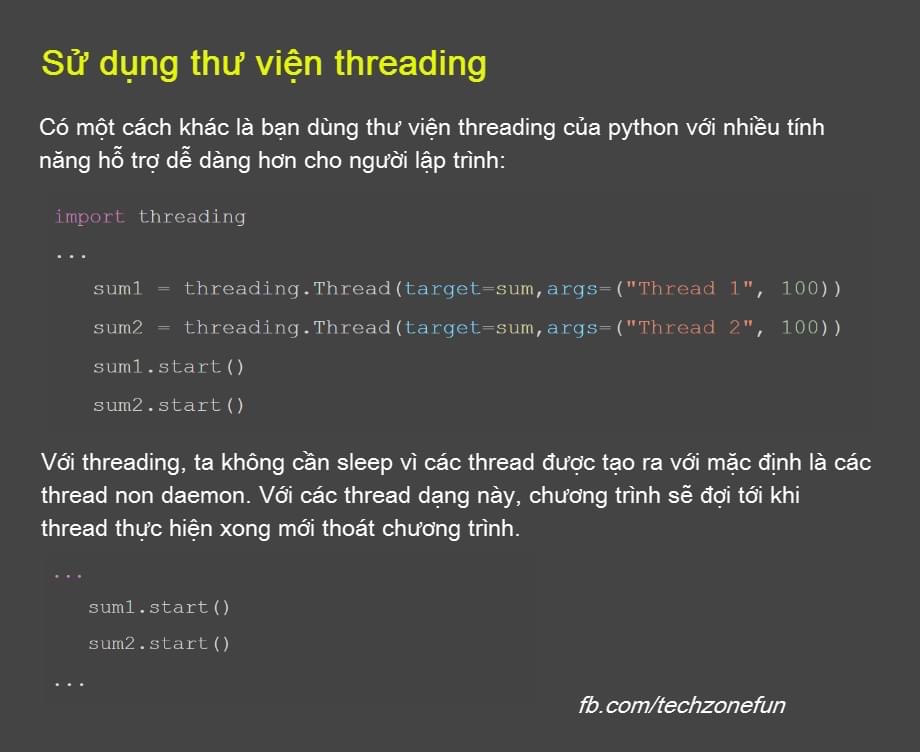 Sử dụng thư viện threading
Có một cách khác là bạn dùng thư viện threading của python với nhiều tính
năng hỗ trợ dễ dàng hơn cho người lập trình:
import threading
...
sum1 = threading.Thread(target=sum,args=("Thread 1", 100))
sum2 = threading.Thread(target=sum,args=("Thread 2", 100))
sum1.start()
sum2.start()
Với threading, ta không cần sleep vì các thread được tạo ra với mặc định là các
thread non daemon. Với các thread dạng này, chương trình sẽ đợi tới khi
thread thực hiện xong mới thoát chương trình.
...
sum1.start()
sum2.start()
...
fb.com/techzonefun